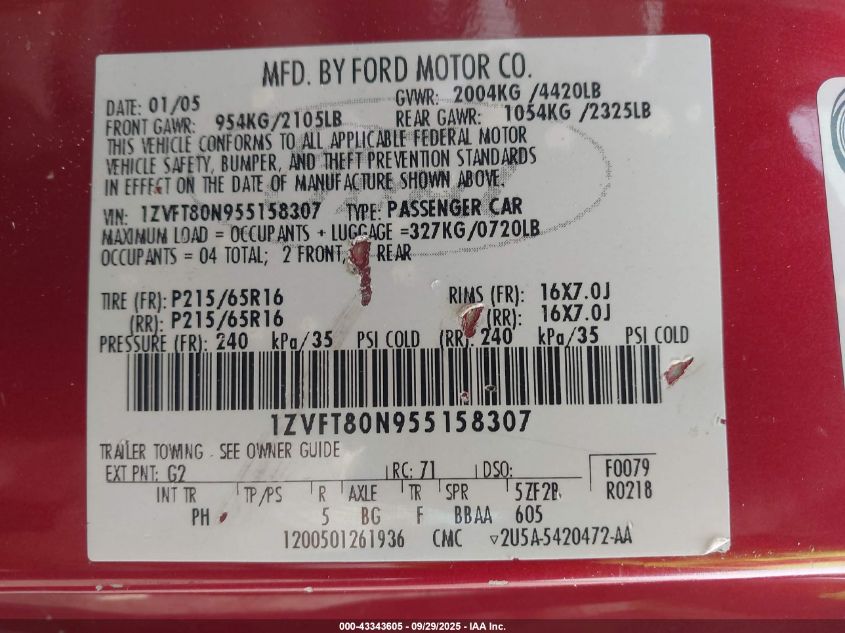 MFD. BY FORD MOTOR CO.
DATE: 01/05 GVWR: 2004KG /4420LB
FRONT GAWR: 954KG/2105LB REAR GAWR: 1054KG /2325LB
THIS VEHICLE CONFORMS TO ALL APPLICABLE FEDERAL MOTOR
VEHICLE SAFETY, BUMPER, AND THEFT PREVENTION STANDARDS
IN EFFECT ON THE DATE OF MANUFACTURE SHOWN ABOVE.
VIN: 1ZVFT80N955158307 TYPE: PASSENGER CAR
MAXIMUM LOAD = OCCUPANTS + LUGGAGE =327KG/0720LB
OCCUPANTS = 04 TOTAL; 2 FRONT, REAR
TIRE (FR): P215/65R16 RIMS (FR): 16X7.0J
(RR): P215/65R16 (RR): 16X7.0J
PRESSURE (FR): 240 kPa/35 PSI COLD (RR): 240 kPa/35 PSI COLD
1ZVFT80N955158307
TRAILER TOWING - SEE OWNER GUIDE
EXT PNT: G2 RC: 71 DSO: F0079
INT TR TP/PS R AXLE TR SPR 5ZF2B R0218
PH 5 BG F BBAA 605
1200501261936 CMC ▽2U5A-5420472-AA
000-43343605 - 09/29/2025 - IAA Inc.